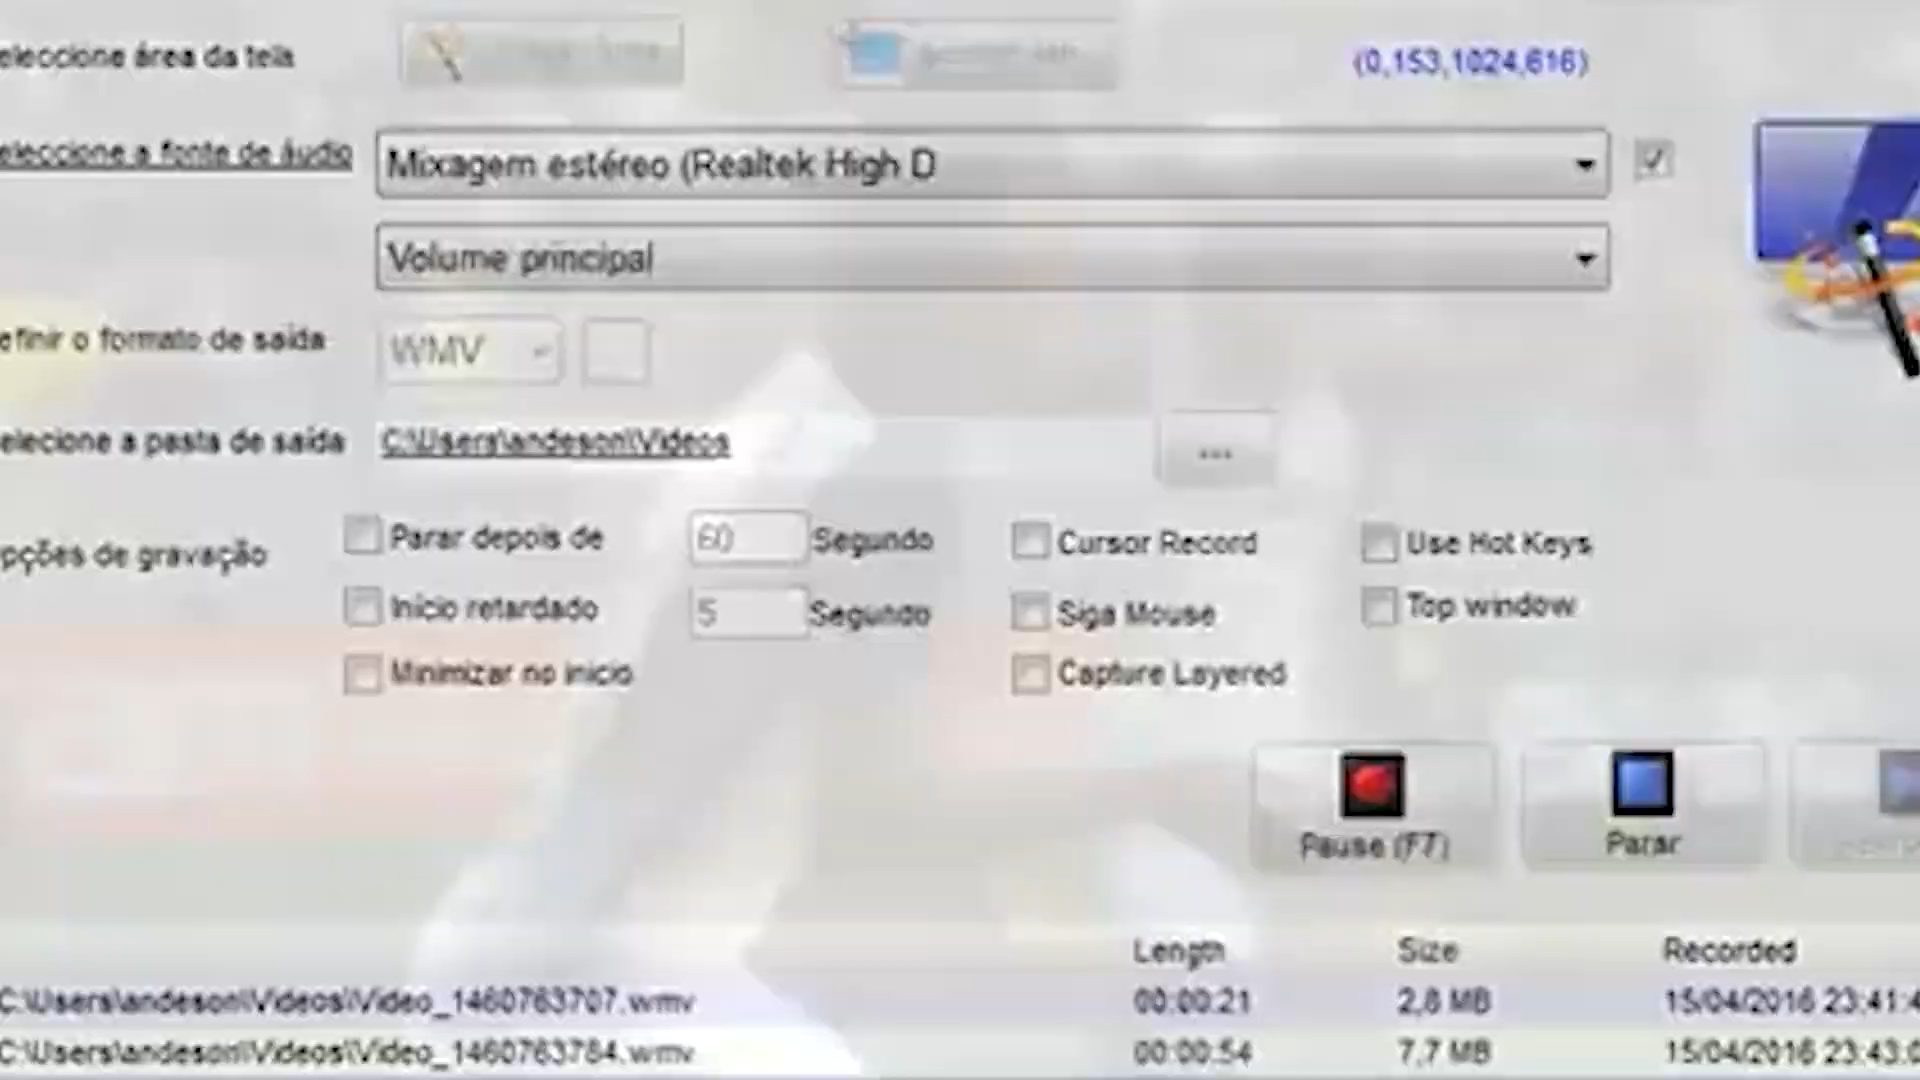 eleccione área da tela
(0,153,1024,616)
eleccione a fonte de áudio Mixagem estéreo (Realtek High D
Volume principal
efinir o formato de saída WMV
elecione a pasta de saída C:\Users\andeson\Videos ...
pções de gravação
Parar depois de 60 Segundo Cursor Record Use Hot Keys
Início retardado 5 Segundo Siga Mouse Top window
Minimizar no início Capture Layered
Pause (F7) Parar
Length Size Recorded
C:\Users\andeson\Videos\Video_1460763707.wmv 00:00:21 2,8 MB 15/04/2016 23:41:4
C:\Users\andeson\Videos\Video_1460763784.wmv 00:00:54 7,7 MB 15/04/2016 23:43:0